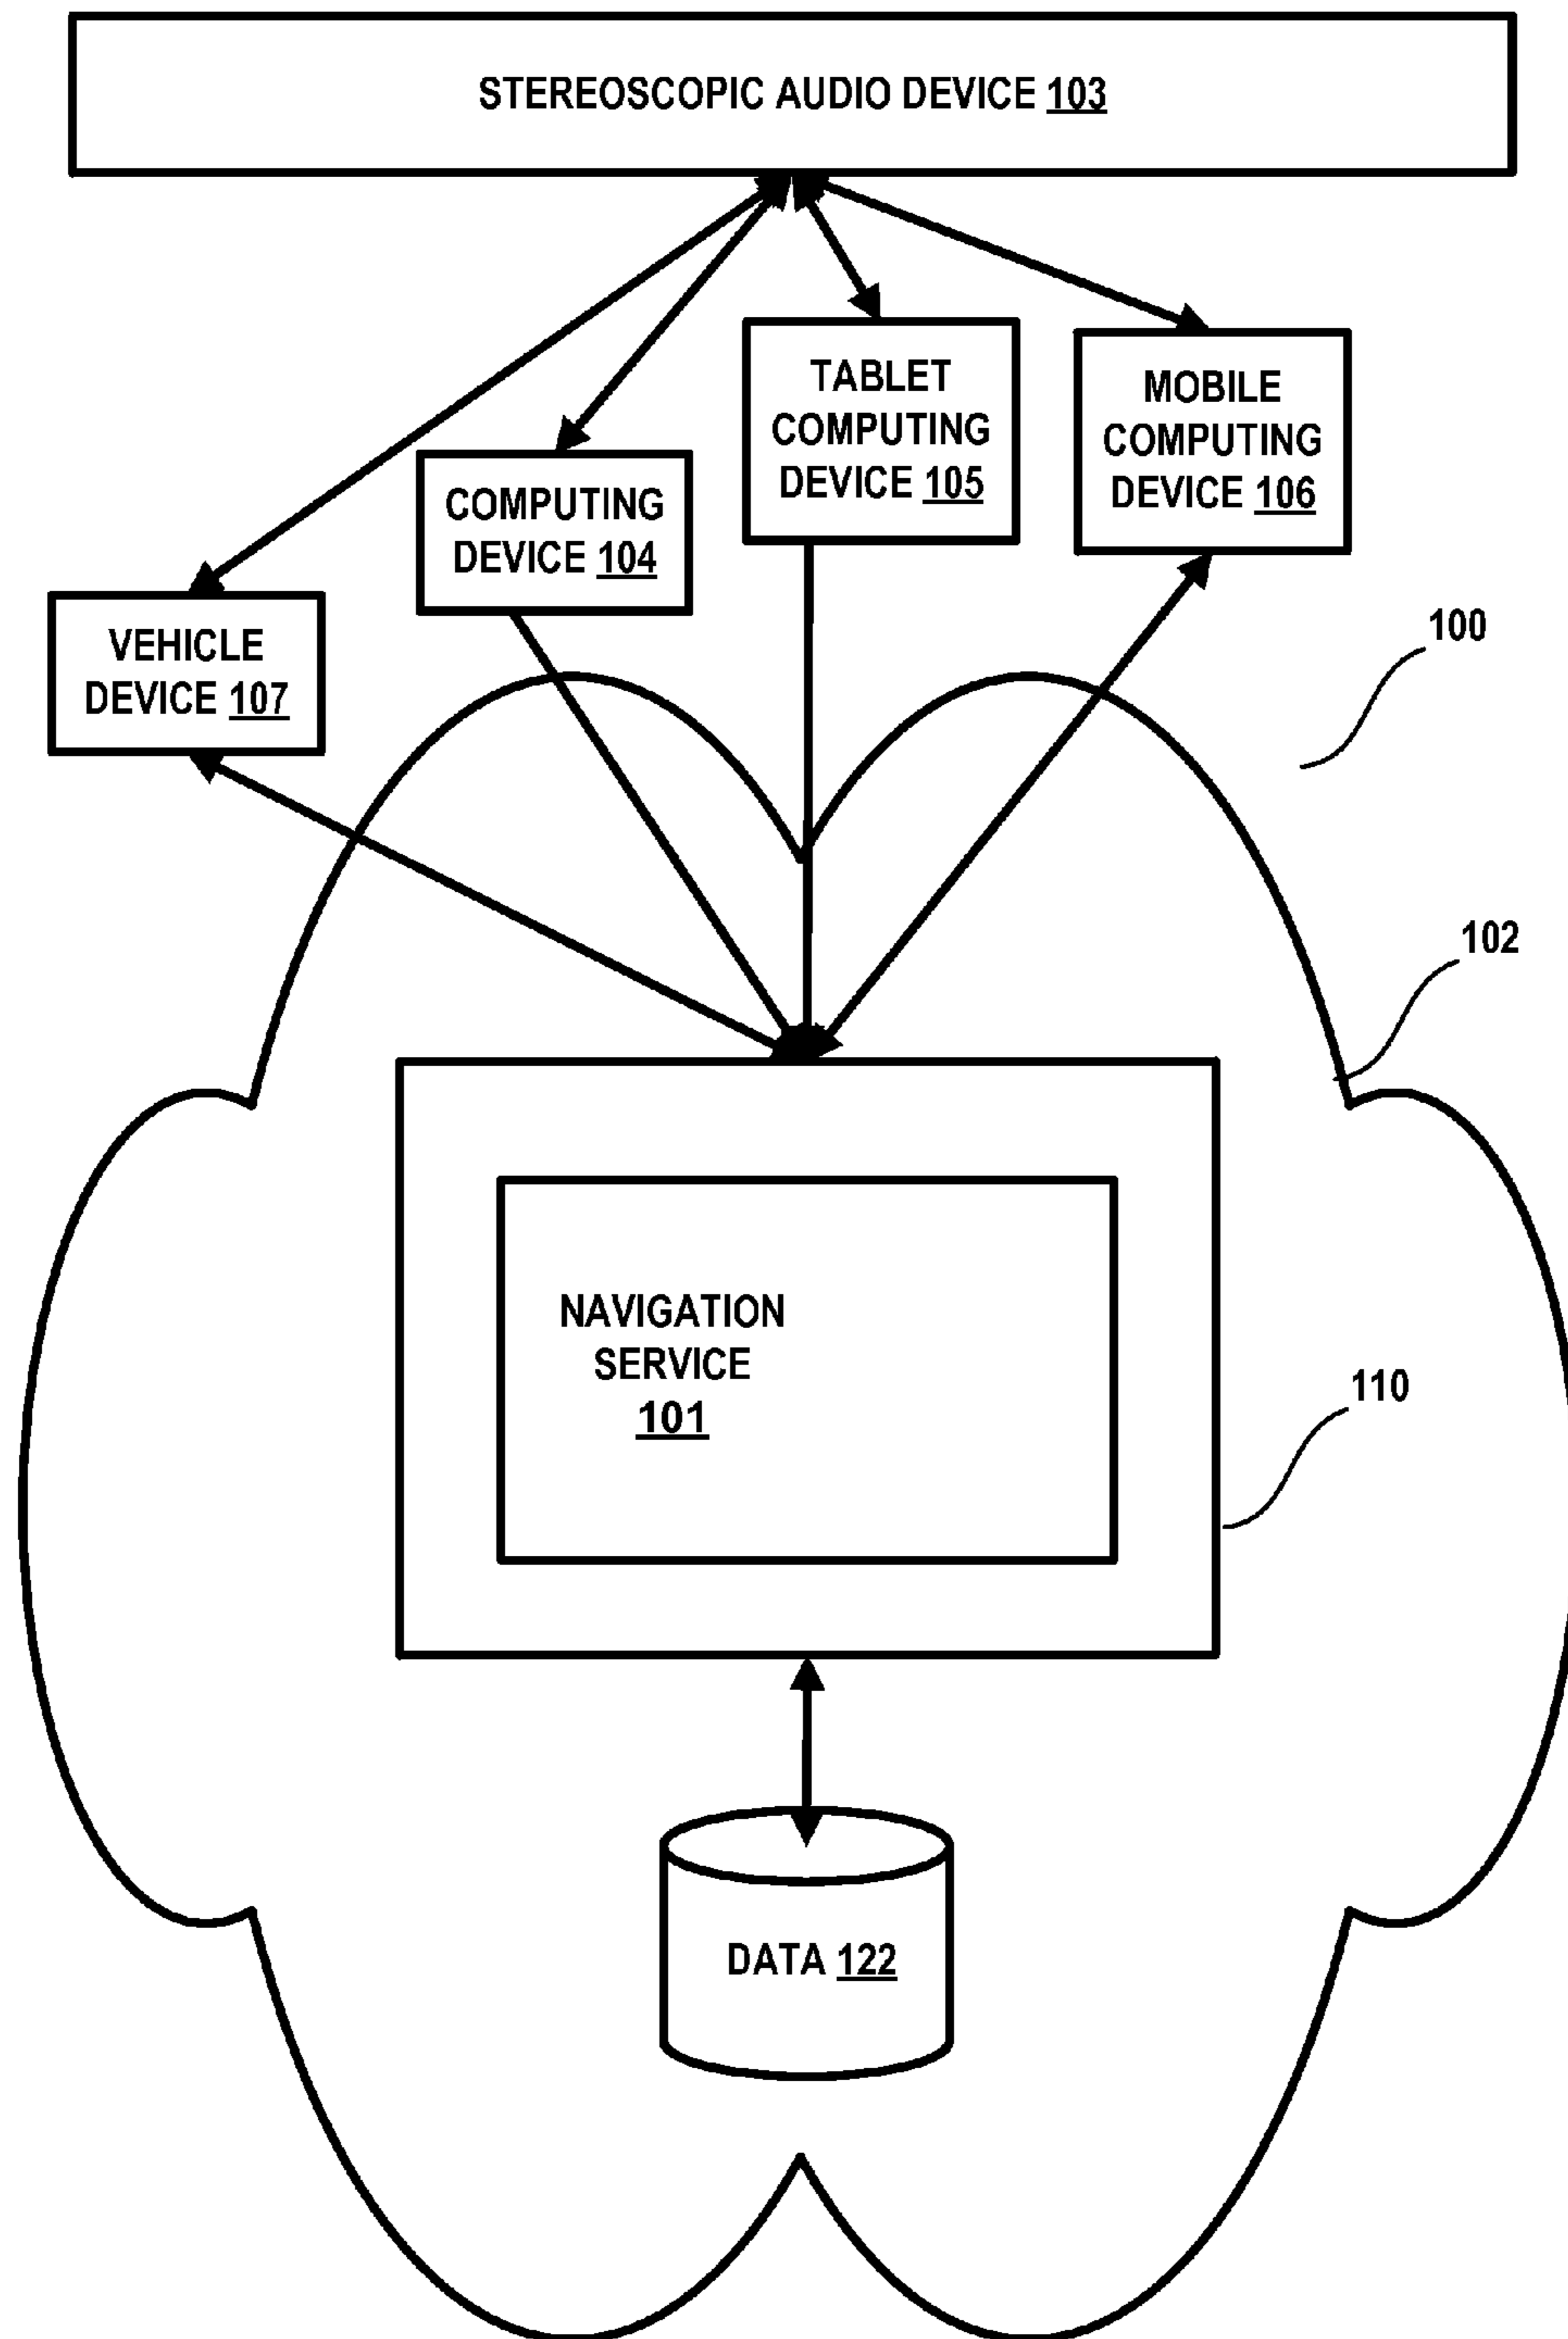 STEREOSCOPIC AUDIO DEVICE 103
TABLET
COMPUTING
DEVICE 105
MOBILE
COMPUTING
DEVICE 106
COMPUTING
DEVICE 104
VEHICLE
DEVICE 107
100
102
NAVIGATION
SERVICE
101
110
DATA 122